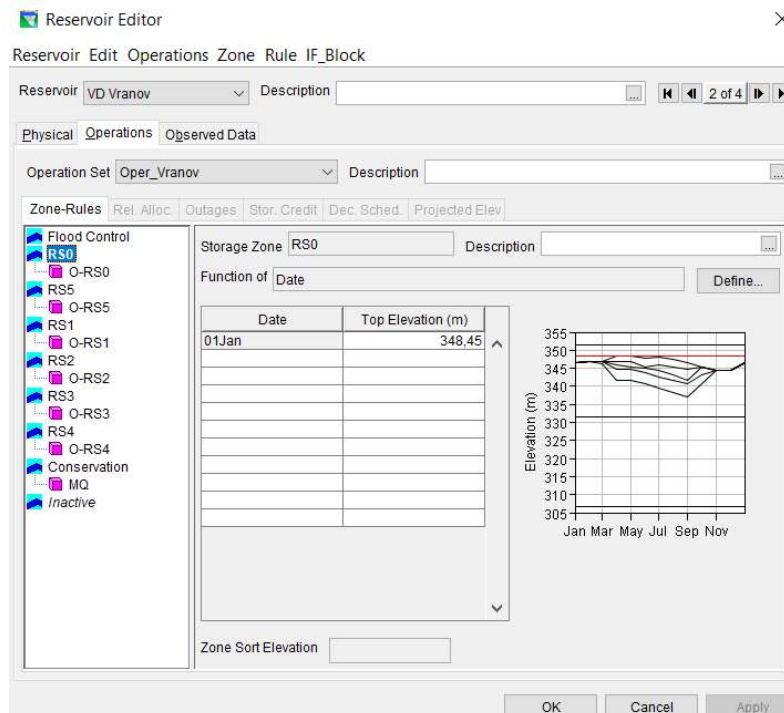 Reservoir Editor
Reservoir Edit Operations Zone Rule IF_Block
Reservoir VD Vranov Description ... 2 of 4
Physical Operations Observed Data
Operation Set Oper_Vranov Description ...
Zone-Rules Rel. Alloc. Outages Stor. Credit Dec. Sched. Projected Elev
Flood Control
RS0
O-RS0
RS5
O-RS5
RS1
O-RS1
RS2
O-RS2
RS3
O-RS3
RS4
O-RS4
Conservation
MQ
Inactive
Storage Zone RS0 Description ...
Function of Date Define...
Date Top Elevation (m)
01Jan 348,45
Elevation (m)
355
350
345
340
335
330
325
320
315
310
305
Jan Mar May Jul Sep Nov
Zone Sort Elevation
OK Cancel Apply